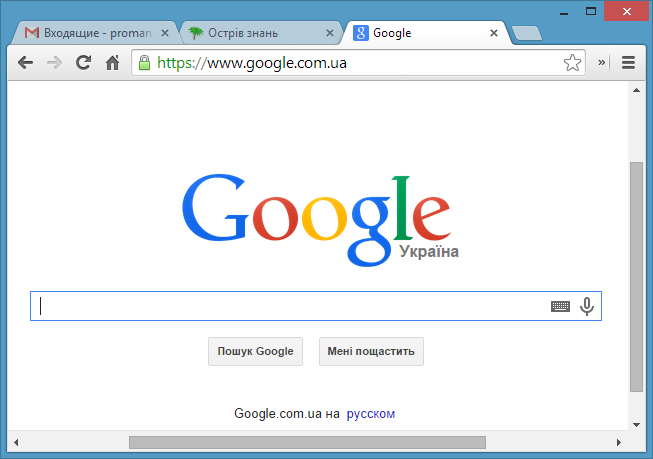 Входящие - proman
Острів знань
Google
https://www.google.com.ua
Google
Україна
Пошук Google
Мені пощастить
Google.com.ua на русском